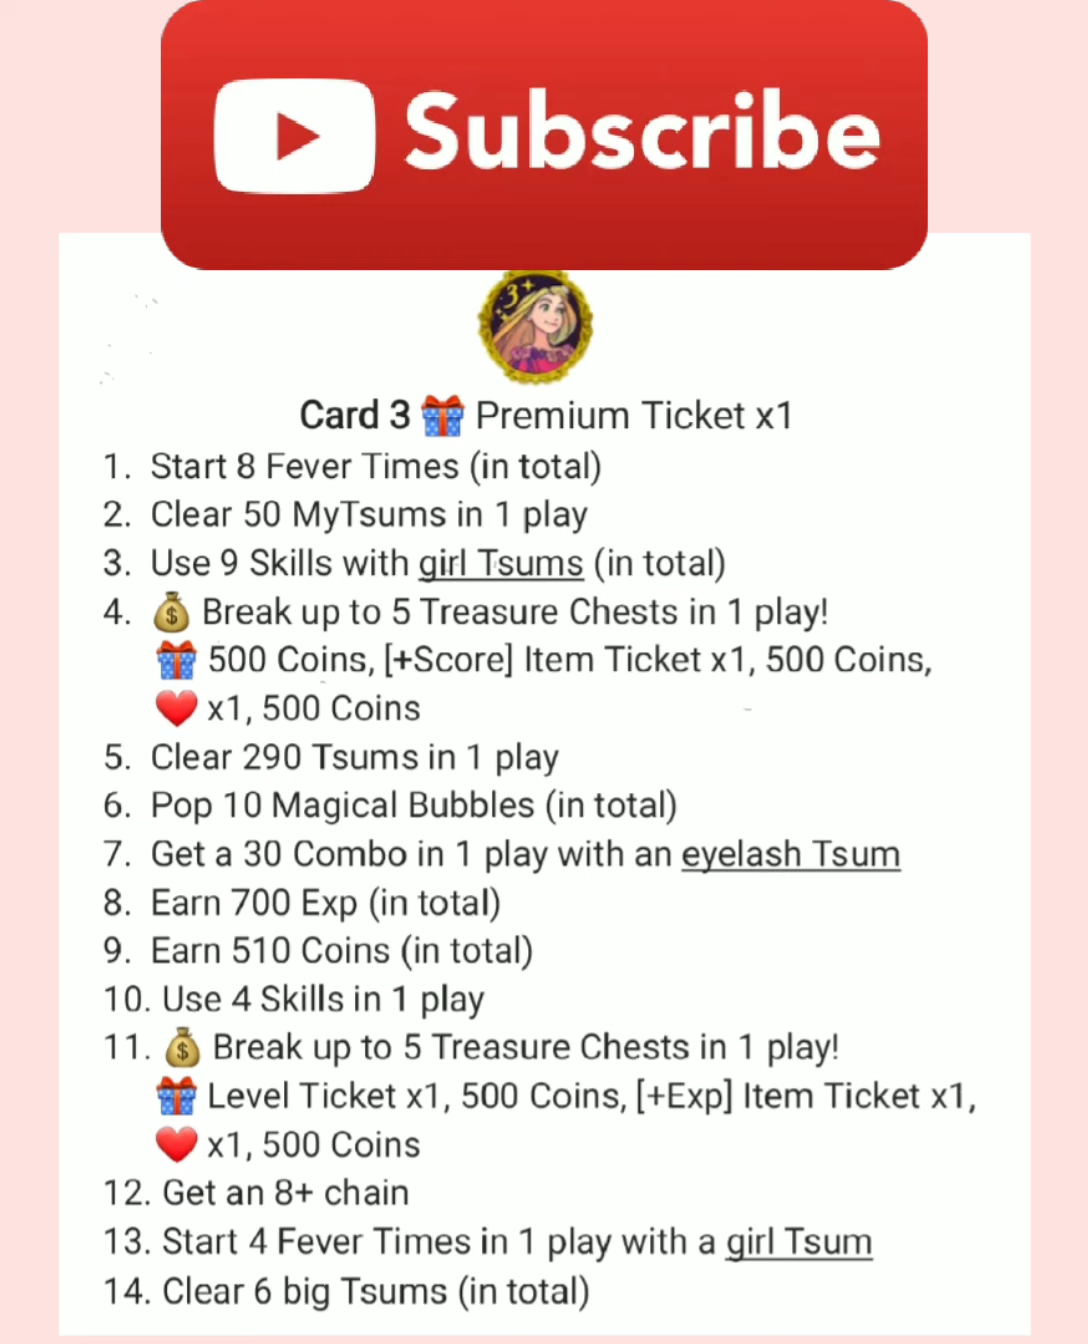 Subscribe
3+
Card 3 🎁 Premium Ticket x1
1. Start 8 Fever Times (in total)
2. Clear 50 MyTsums in 1 play
3. Use 9 Skills with girl Tsums (in total)
4. 💰 Break up to 5 Treasure Chests in 1 play!
🎁 500 Coins, [+Score] Item Ticket x1, 500 Coins,
❤️ x1, 500 Coins
5. Clear 290 Tsums in 1 play
6. Pop 10 Magical Bubbles (in total)
7. Get a 30 Combo in 1 play with an eyelash Tsum
8. Earn 700 Exp (in total)
9. Earn 510 Coins (in total)
10. Use 4 Skills in 1 play
11. 💰 Break up to 5 Treasure Chests in 1 play!
🎁 Level Ticket x1, 500 Coins, [+Exp] Item Ticket x1,
❤️ x1, 500 Coins
12. Get an 8+ chain
13. Start 4 Fever Times in 1 play with a girl Tsum
14. Clear 6 big Tsums (in total)